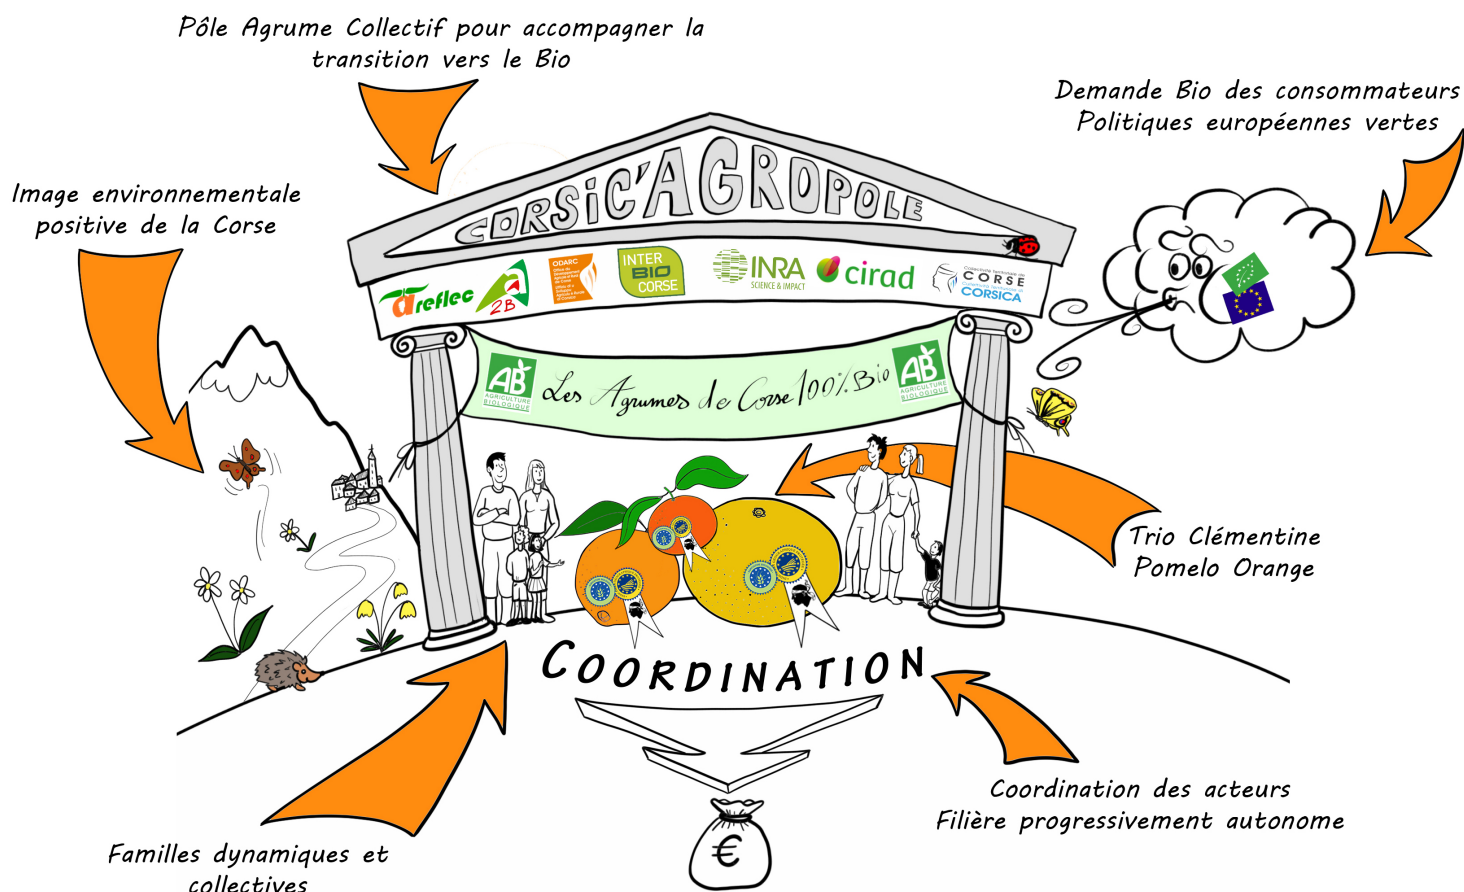 Pôle Agrume Collectif pour accompagner la
transition vers le Bio
Demande Bio des consommateurs
Politiques européennes vertes
Image environnementale
positive de la Corse
CORSIC'AGROPOLE
areflec
2B
ODARC
INTER
BIO
CORSE
INRA
SCIENCE & IMPACT
cirad
CORSE
CORSICA
AB
AGRICULTURE
BIOLOGIQUE
Les Agrumes de Corse 100% Bio
AB
AGRICULTURE
BIOLOGIQUE
Trio Clémentine
Pomelo Orange
COORDINATION
Coordination des acteurs
Filière progressivement autonome
€
Familles dynamiques et
collectives